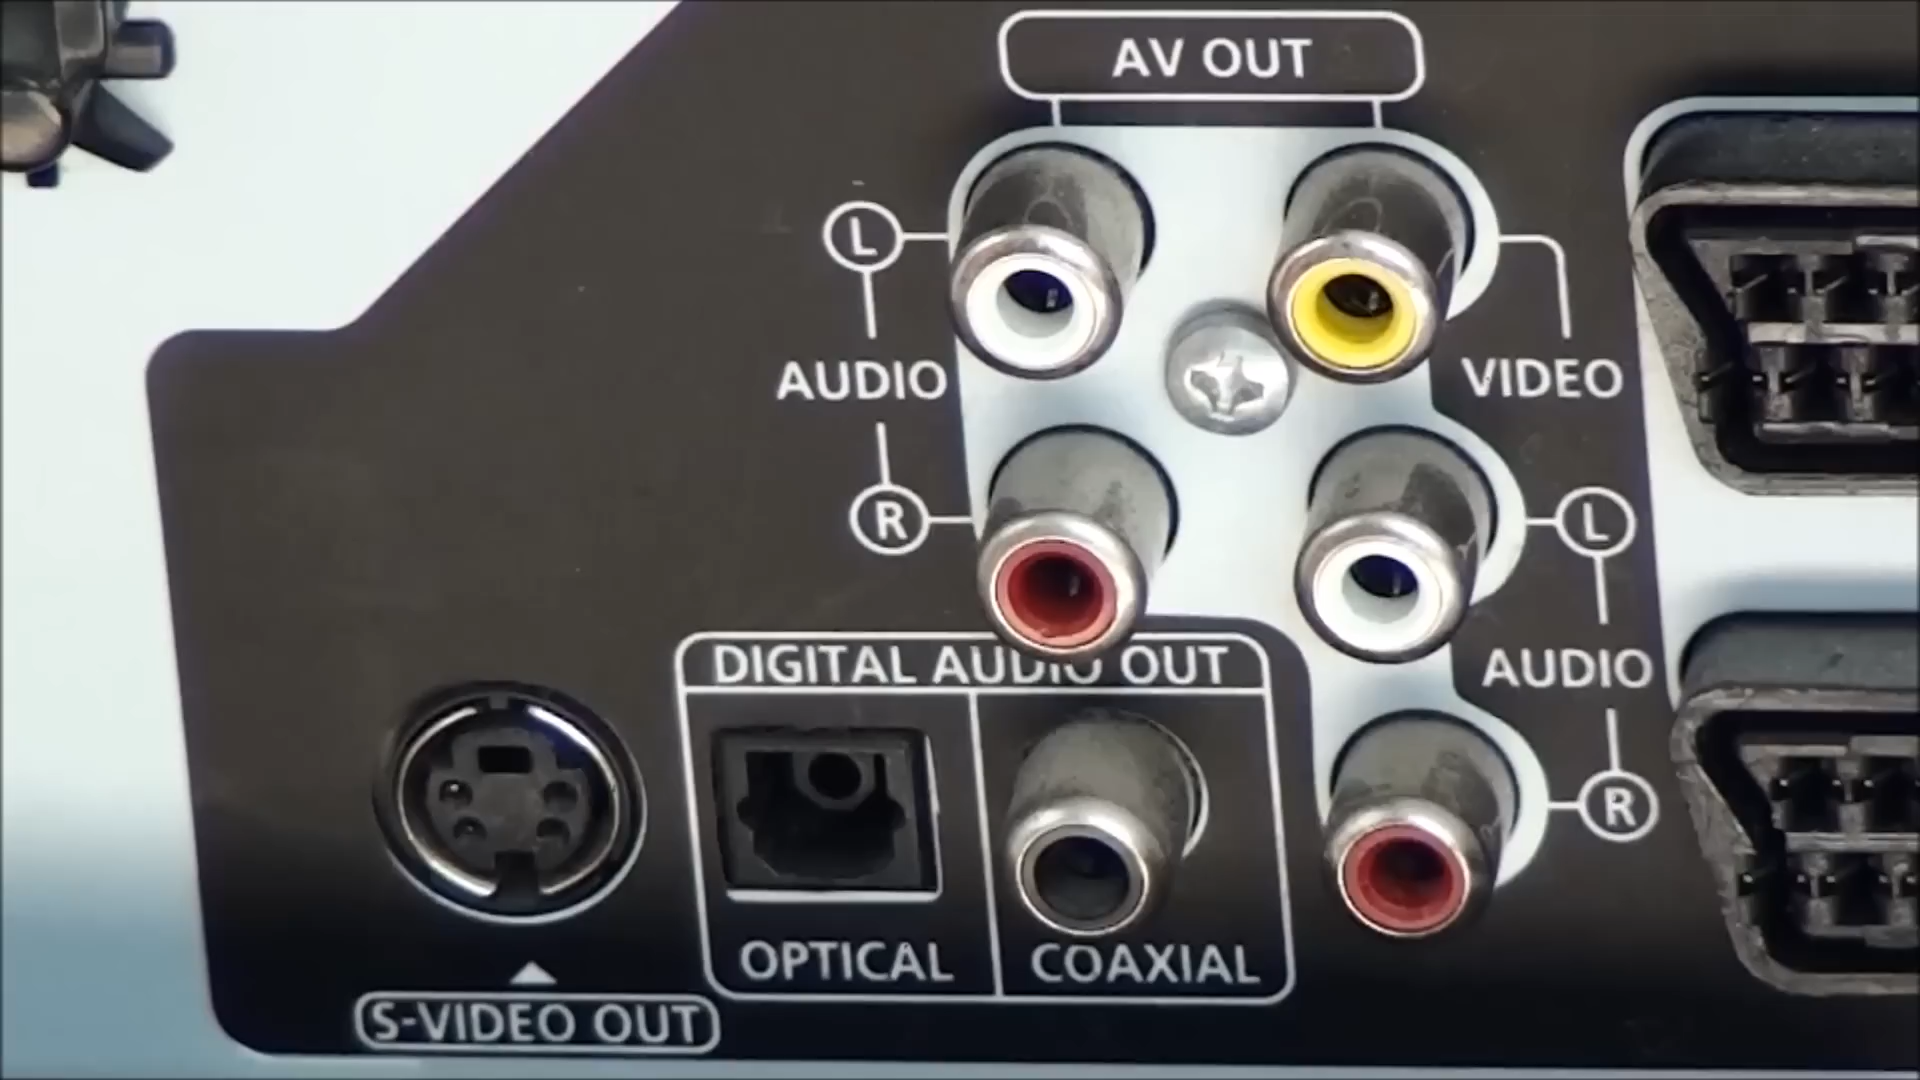 AV OUT
L
AUDIO
VIDEO
R
L
DIGITAL AUDIO OUT
AUDIO
R
OPTICAL
COAXIAL
S-VIDEO OUT